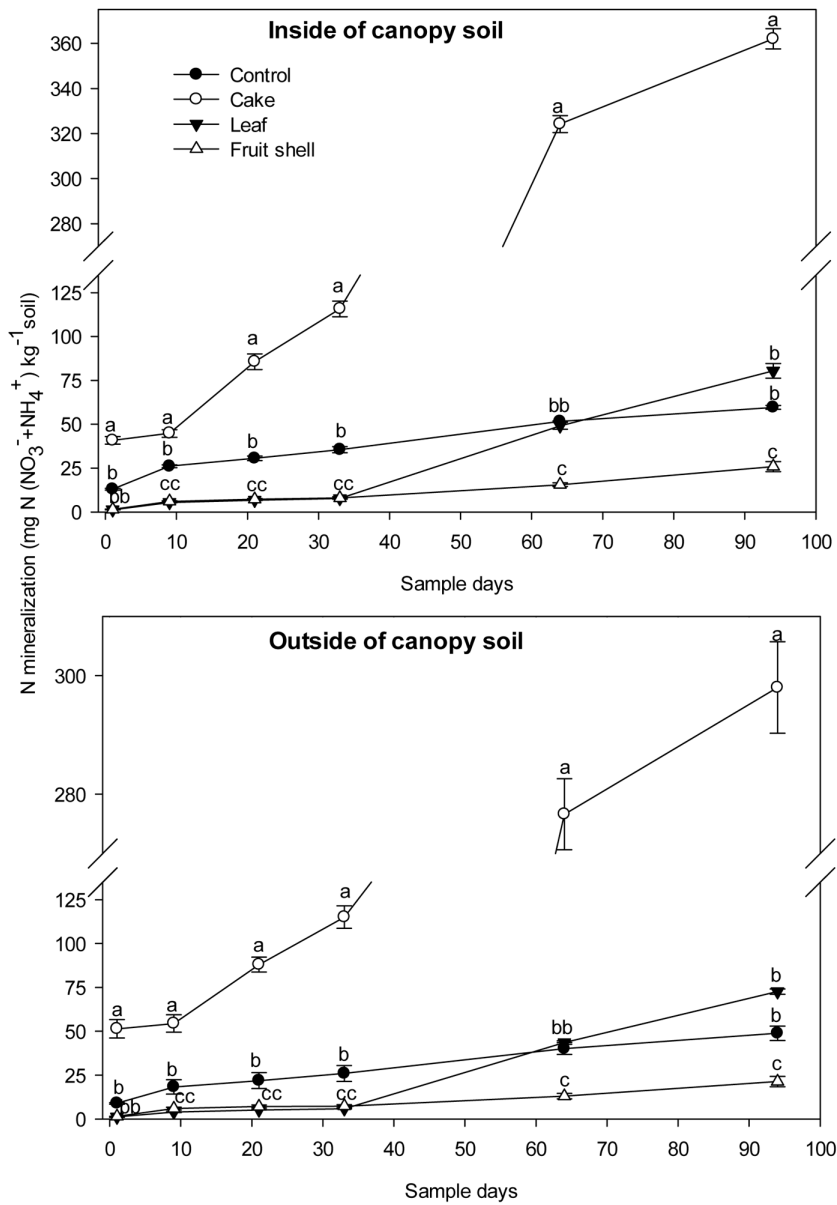 Inside of canopy soil
Control
Cake
Leaf
Fruit shell
360
340
320
300
280
125
100
75
50
25
0
a
a
a
a
a
a
b
b
b
b
bb
b
b
bb
cc
cc
cc
c
c
0 10 20 30 40 50 60 70 80 90 100
Sample days
N mineralization (mg N (NO3-+NH4+) kg-1soil)
Outside of canopy soil
300
280
125
100
75
50
25
0
a
a
a
a
a
a
b
b
b
b
bb
b
b
bb
cc
cc
cc
c
c
0 10 20 30 40 50 60 70 80 90 100
Sample days